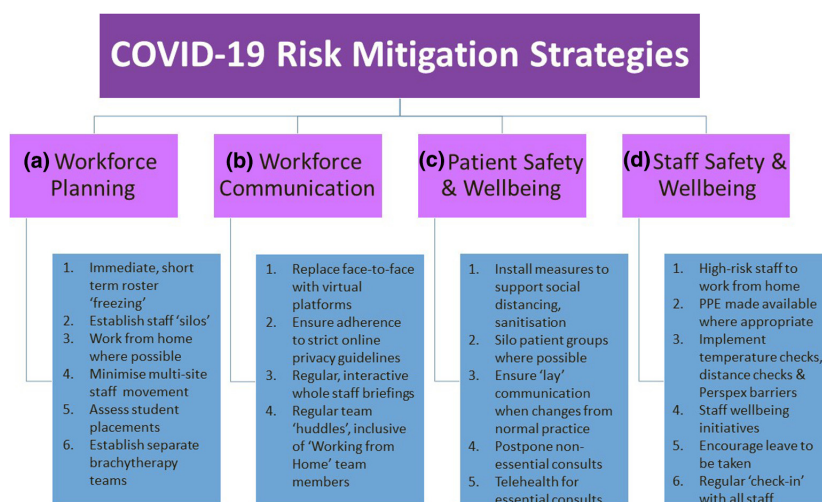 COVID-19 Risk Mitigation Strategies
(a) Workforce
Planning
(b) Workforce
Communication
(c) Patient Safety
& Wellbeing
(d) Staff Safety &
Wellbeing
1. Immediate, short
term roster
‘freezing’
2. Establish staff ‘silos’
3. Work from home
where possible
4. Minimise multi-site
staff movement
5. Assess student
placements
6. Establish separate
brachytherapy
teams
1. Replace face-to-face
with virtual
platforms
2. Ensure adherence
to strict online
privacy guidelines
3. Regular, interactive
whole staff briefings
4. Regular team
‘huddles’, inclusive
of ‘Working from
Home’ team
members
1. Install measures to
support social
distancing,
sanitisation
2. Silo patient groups
where possible
3. Ensure ‘lay’
communication
when changes from
normal practice
4. Postpone non-
essential consults
5. Telehealth for
essential consults
1. High-risk staff to
work from home
2. PPE made available
where appropriate
3. Implement
temperature checks,
distance checks &
Perspex barriers
4. Staff wellbeing
initiatives
5. Encourage leave to
be taken
6. Regular ‘check-in’
with all staff